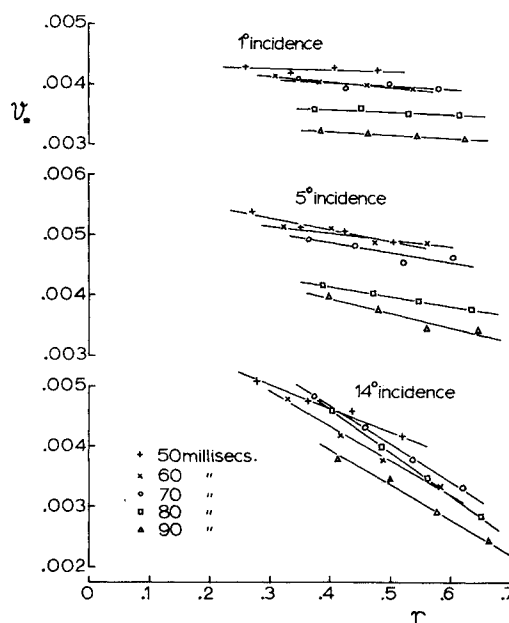 .005
1° incidence
.004
v*
.003
.006
5° incidence
.005
.004
.003
.005
14° incidence
.004
+ 50 millisecs.
× 60 "
○ 70 "
.003
□ 80 "
△ 90 "
.002
0 .1 .2 .3 .4 .5 .6 .7
r